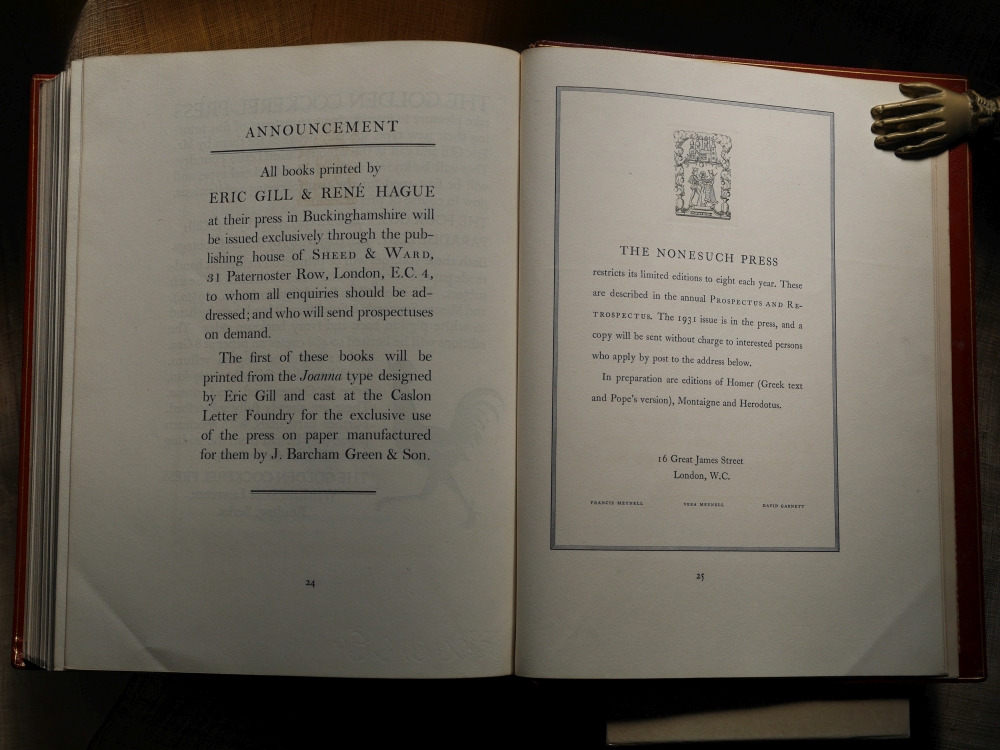 ANNOUNCEMENT
All books printed by
ERIC GILL & RENÉ HAGUE
at their press in Buckinghamshire will
be issued exclusively through the pub-
lishing house of SHEED & WARD,
31 Paternoster Row, London, E.C. 4,
to whom all enquiries should be ad-
dressed; and who will send prospectuses
on demand.
The first of these books will be
printed from the Joanna type designed
by Eric Gill and cast at the Caslon
Letter Foundry for the exclusive use
of the press on paper manufactured
for them by J. Barcham Green & Son.
24
THE NONESUCH PRESS
restricts its limited editions to eight each year. These
are described in the annual PROSPECTUS AND RE-
TROSPECTUS. The 1931 issue is in the press, and a
copy will be sent without charge to interested persons
who apply by post to the address below.
In preparation are editions of Homer (Greek text
and Pope's version), Montaigne and Herodotus.
16 Great James Street
London, W.C.
FRANCIS MEYNELL VERA MEYNELL DAVID GARNETT
25